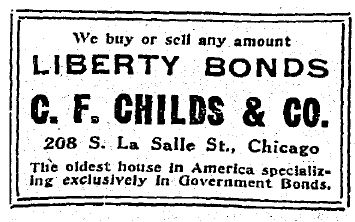 We buy or sell any amount
LIBERTY BONDS
C. F. CHILDS & CO.
208 S. La Salle St., Chicago
The oldest house in America specializ-
ing exclusively in Government Bonds.